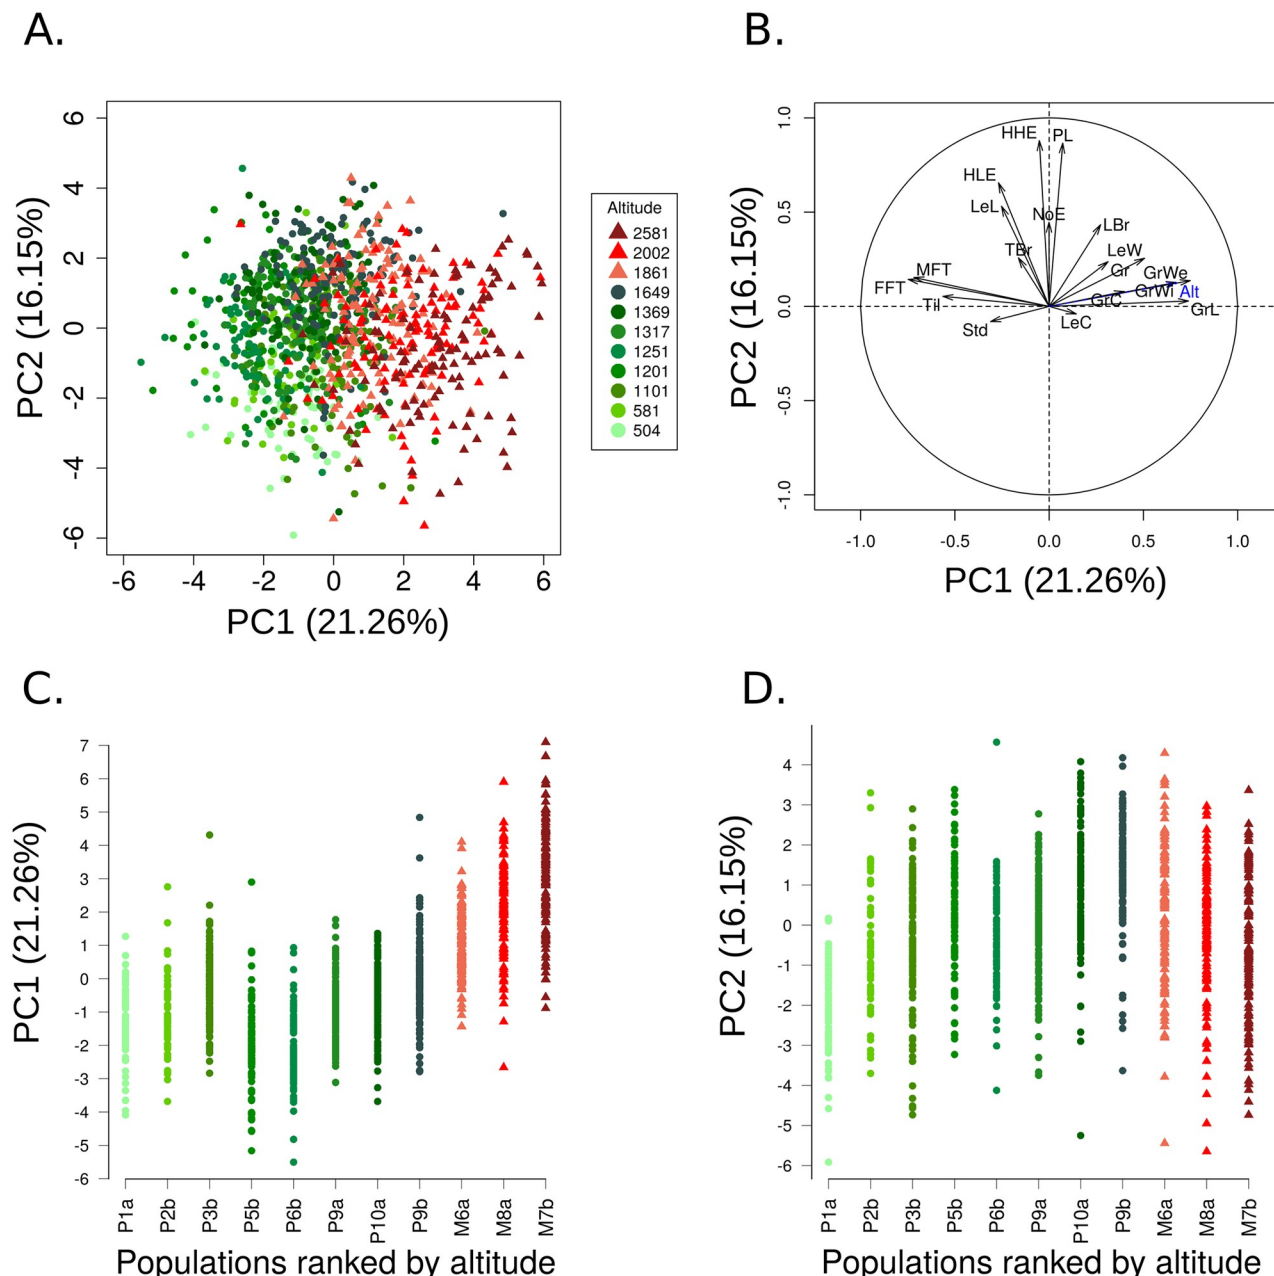 A.
6
4
2
0
-2
-4
-6
PC2 (16.15%)
-6 -4 -2 0 2 4 6
PC1 (21.26%)
Altitude
2581
2002
1861
1649
1369
1317
1251
1201
1101
581
504
B.
1.0
0.5
0.0
-0.5
-1.0
PC2 (16.15%)
HHE PL
HLE
LeL
NoE
LBr
TBr
LeW
MFT
Gr
GrWe
FFT
GrWi
Alt
Til
GrC
GrL
Std
LeC
-1.0 -0.5 0.0 0.5 1.0
PC1 (21.26%)
C.
7
6
5
4
3
2
1
0
-1
-2
-3
-4
-5
-6
PC1 (21.26%)
P1a P2b P3b P5b P6b P9a P10a P9b M6a M8a M7b
Populations ranked by altitude
D.
4
3
2
1
0
-1
-2
-3
-4
-5
-6
PC2 (16.15%)
P1a P2b P3b P5b P6b P9a P10a P9b M6a M8a M7b
Populations ranked by altitude